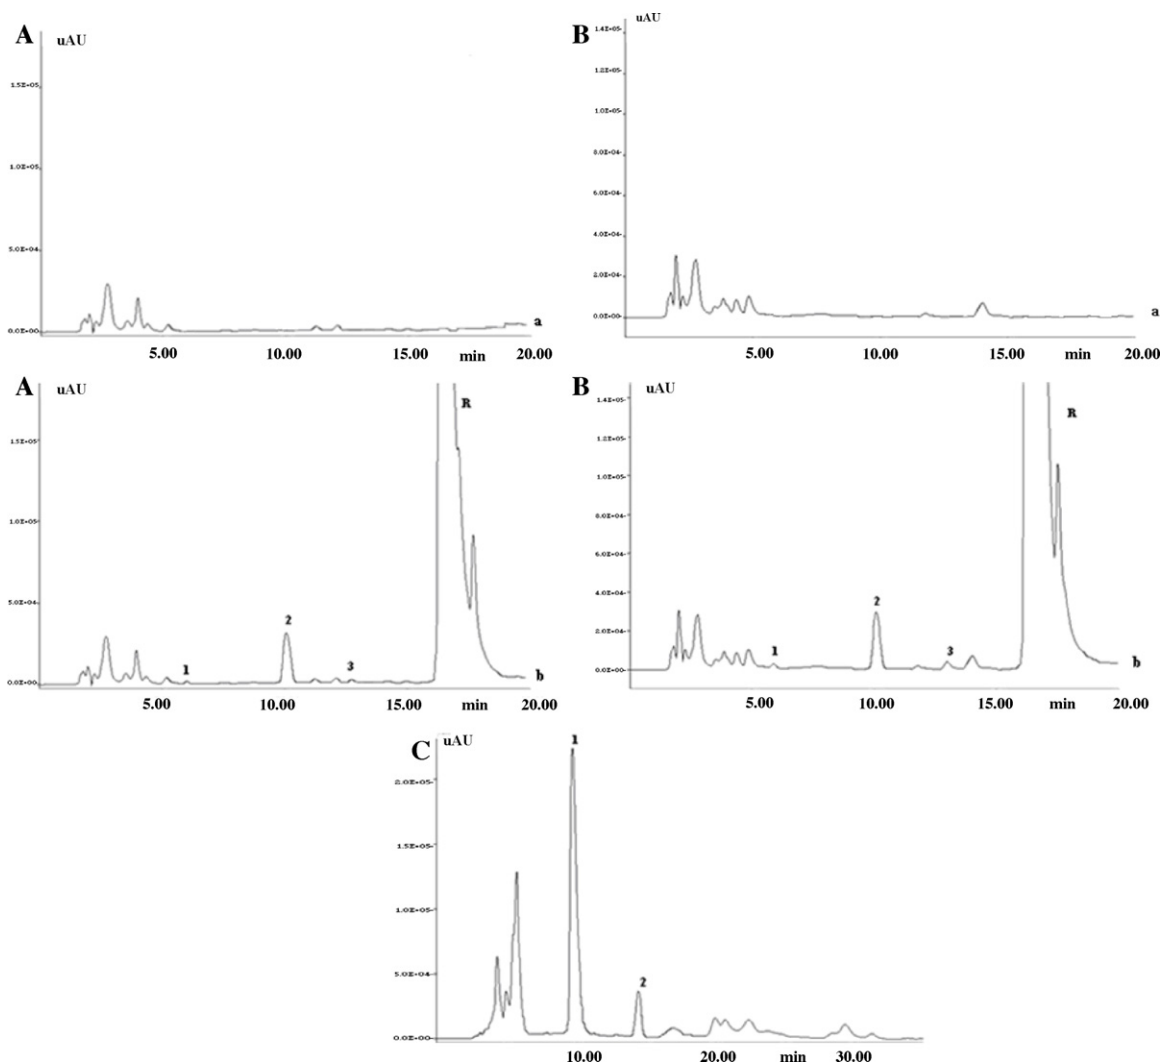 A uAU
1.5E+05
1.0E+05
5.0E+04
0.0E+00
a
5.00 10.00 15.00 min 20.00
B uAU
1.4E+05
1.2E+05
1.0E+05
8.0E+04
6.0E+04
4.0E+04
2.0E+04
0.0E+00
a
5.00 10.00 15.00 min 20.00
A uAU
R
1.5E+05
1.0E+05
5.0E+04
2
1 3
0.0E+00
b
5.00 10.00 15.00 min 20.00
B uAU
1.4E+05
R
1.2E+05
1.0E+05
8.0E+04
6.0E+04
4.0E+04
2
2.0E+04
1 3
0.0E+00
b
5.00 10.00 15.00 min 20.00
C uAU
1
2.0E+05
1.5E+05
1.0E+05
5.0E+04
2
0.0E+00
10.00 20.00 min 30.00